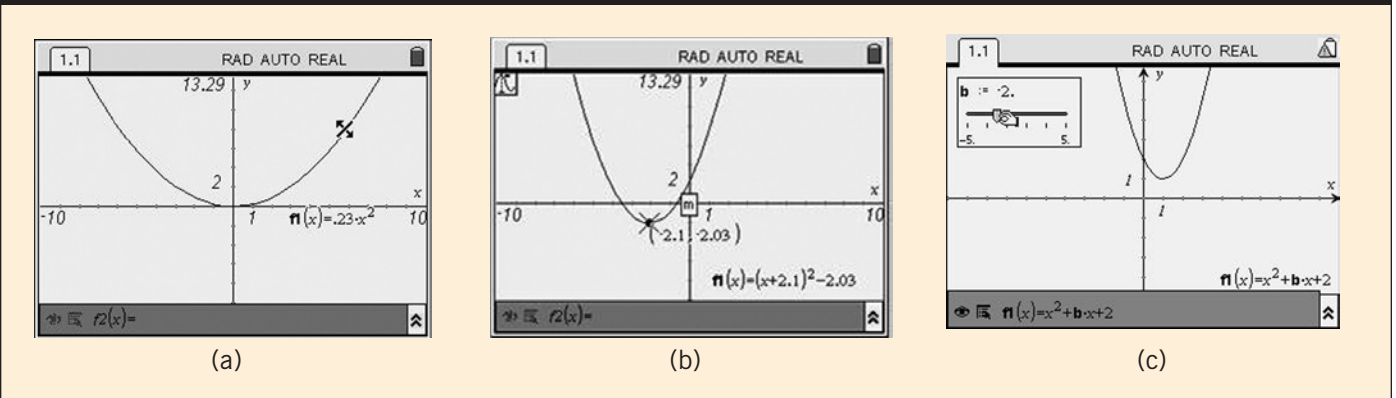 1.1 RAD AUTO REAL
13.29 y
2
x
-10 1 f1(x)=.23·x² 10
f2(x)=
(a)
1.1 RAD AUTO REAL
13.29 y
2
m
x
-10 1 10
(-2.1, -2.03)
f1(x)=(x+2.1)²-2.03
f2(x)=
(b)
1.1 RAD AUTO REAL
y
b := -2.
-5. 5.
1
x
1
f1(x)=x²+b·x+2
f1(x)=x²+b·x+2
(c)